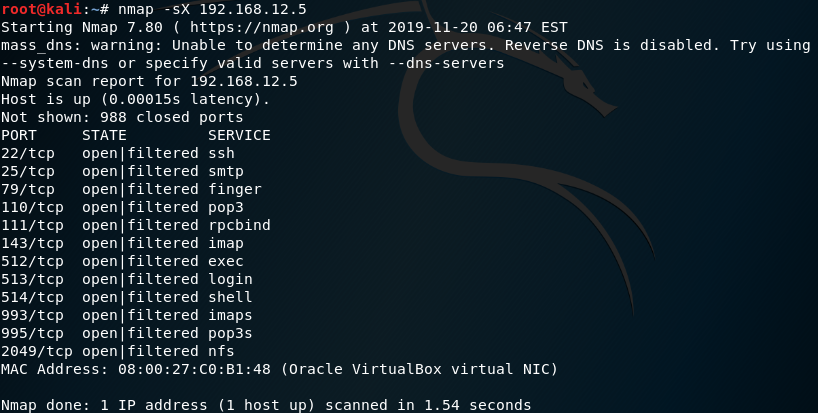 root@kali:~# nmap -sX 192.168.12.5
Starting Nmap 7.80 ( https://nmap.org ) at 2019-11-20 06:47 EST
mass_dns: warning: Unable to determine any DNS servers. Reverse DNS is disabled. Try using
--system-dns or specify valid servers with --dns-servers
Nmap scan report for 192.168.12.5
Host is up (0.00015s latency).
Not shown: 988 closed ports
PORT     STATE         SERVICE
22/tcp   open|filtered ssh
25/tcp   open|filtered smtp
79/tcp   open|filtered finger
110/tcp  open|filtered pop3
111/tcp  open|filtered rpcbind
143/tcp  open|filtered imap
512/tcp  open|filtered exec
513/tcp  open|filtered login
514/tcp  open|filtered shell
993/tcp  open|filtered imaps
995/tcp  open|filtered pop3s
2049/tcp open|filtered nfs
MAC Address: 08:00:27:C0:B1:48 (Oracle VirtualBox virtual NIC)
Nmap done: 1 IP address (1 host up) scanned in 1.54 seconds